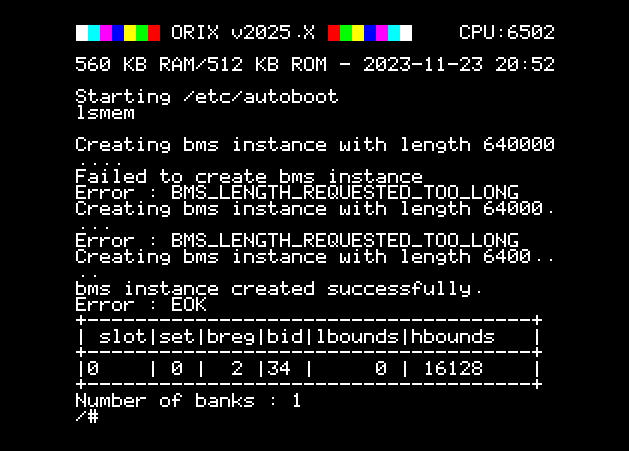 ORIX v2025.X CPU:6502
560 KB RAM/512 KB ROM - 2023-11-23 20:52
Starting /etc/autoboot
lsmem
Creating bms instance with length 640000
....
Failed to create bms instance
Error : BMS_LENGTH_REQUESTED_TOO_LONG
Creating bms instance with length 64000.
...
Error : BMS_LENGTH_REQUESTED_TOO_LONG
Creating bms instance with length 6400..
..
bms instance created successfully.
Error : EOK
+-------------------------------------+
| slot|set|breg|bid|lbounds|hbounds   |
+-------------------------------------+
|0    | 0 |  2 |34 |     0 | 16128    |
+-------------------------------------+
Number of banks : 1
/#